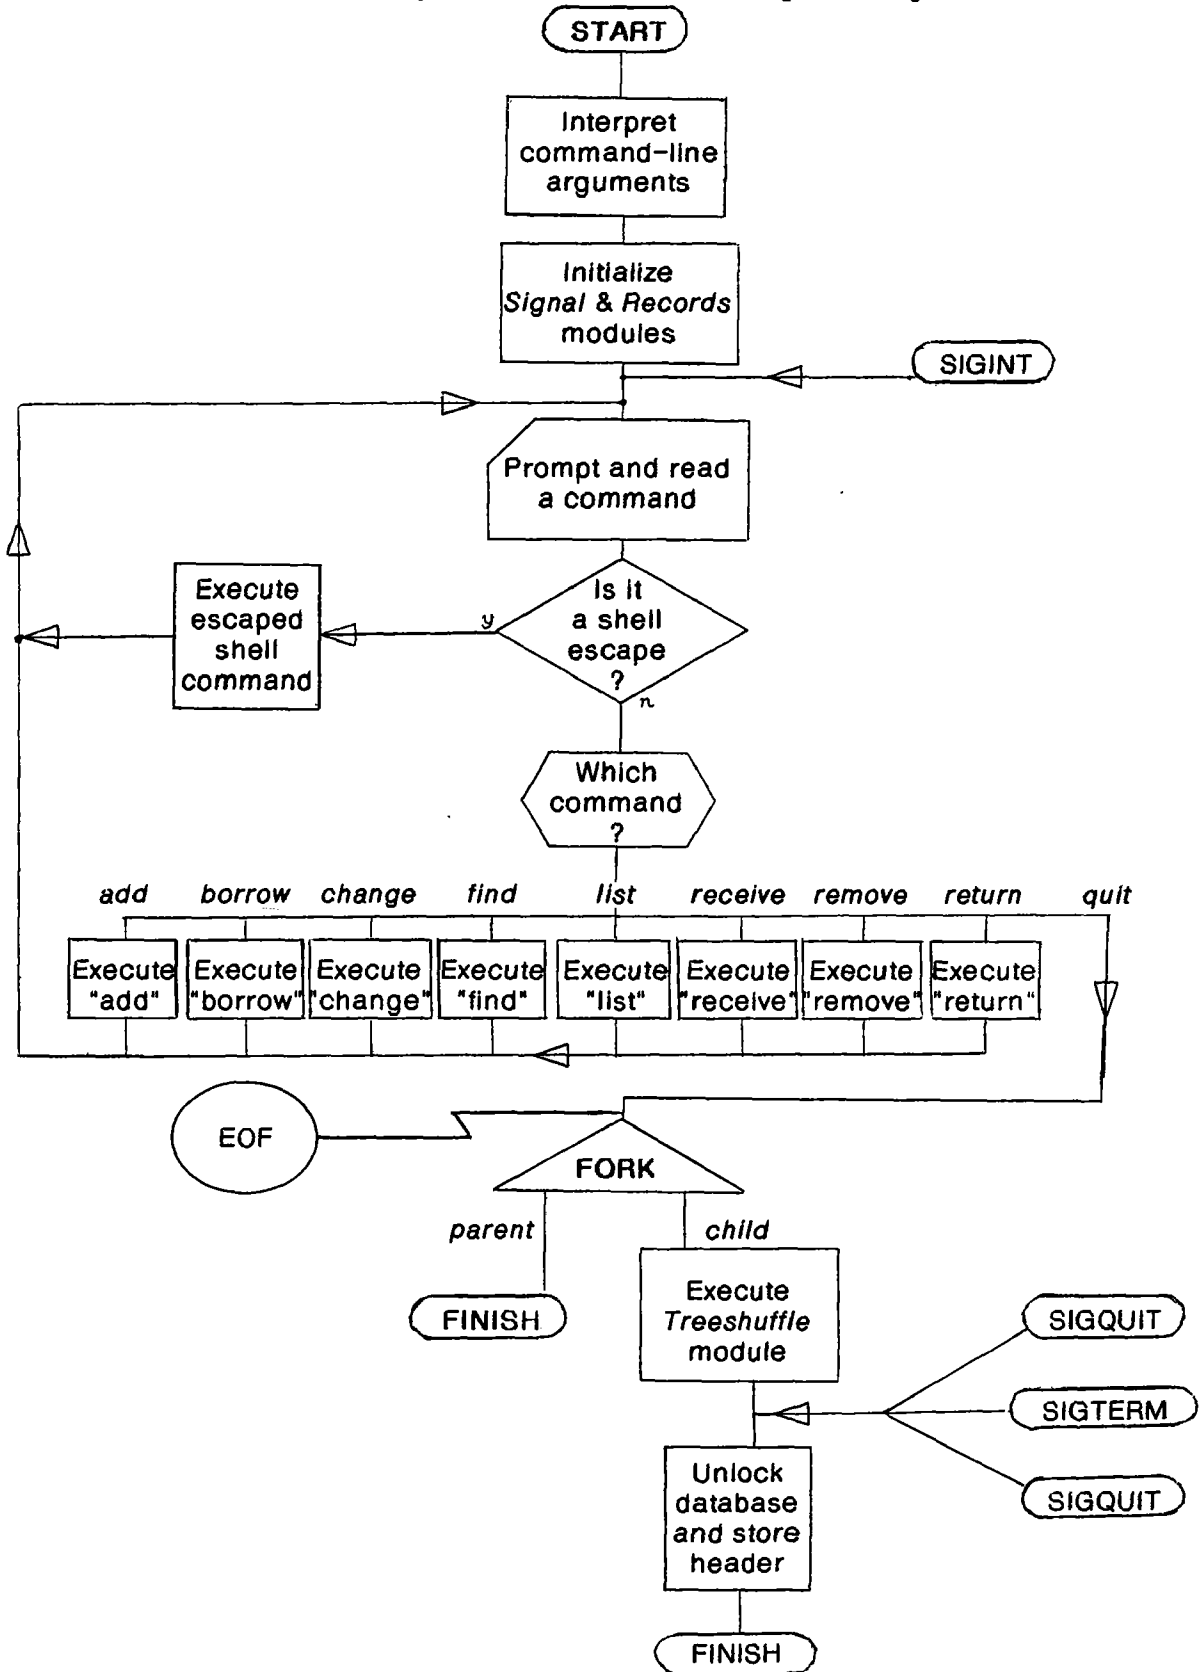 START
Interpret
command-line
arguments
Initialize
Signal & Records
modules
SIGINT
Prompt and read
a command
Is it
a shell
escape
?
y
n
Execute
escaped
shell
command
Which
command
?
add borrow change find list receive remove return quit
Execute "add"
Execute "borrow"
Execute "change"
Execute "find"
Execute "list"
Execute "receive"
Execute "remove"
Execute "return"
EOF
FORK
parent
child
FINISH
Execute
Treeshuffle
module
SIGQUIT
SIGTERM
SIGQUIT
Unlock
database
and store
header
FINISH